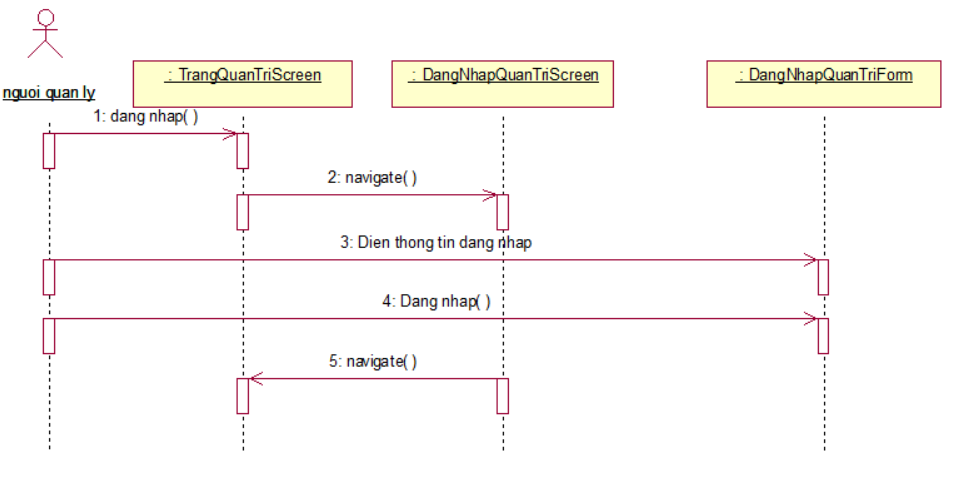 : TrangQuanTriScreen
: DangNhapQuanTriScreen
: DangNhapQuanTriForm
nguoi quan ly
1: dang nhap( )
2: navigate( )
3: Dien thong tin dang nhap
4: Dang nhap( )
5: navigate( )